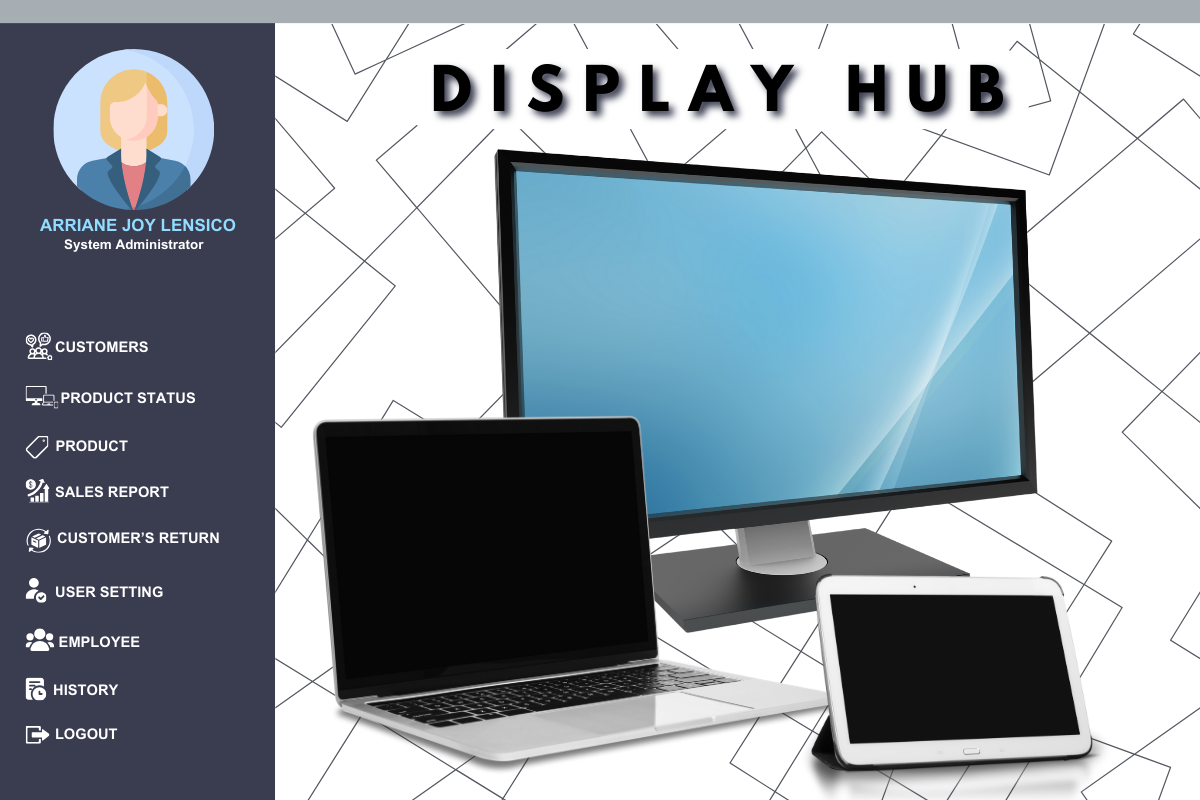 DISPLAY HUB
ARRIANE JOY LENSICO
System Administrator
CUSTOMERS
PRODUCT STATUS
PRODUCT
SALES REPORT
CUSTOMER’S RETURN
USER SETTING
EMPLOYEE
HISTORY
LOGOUT